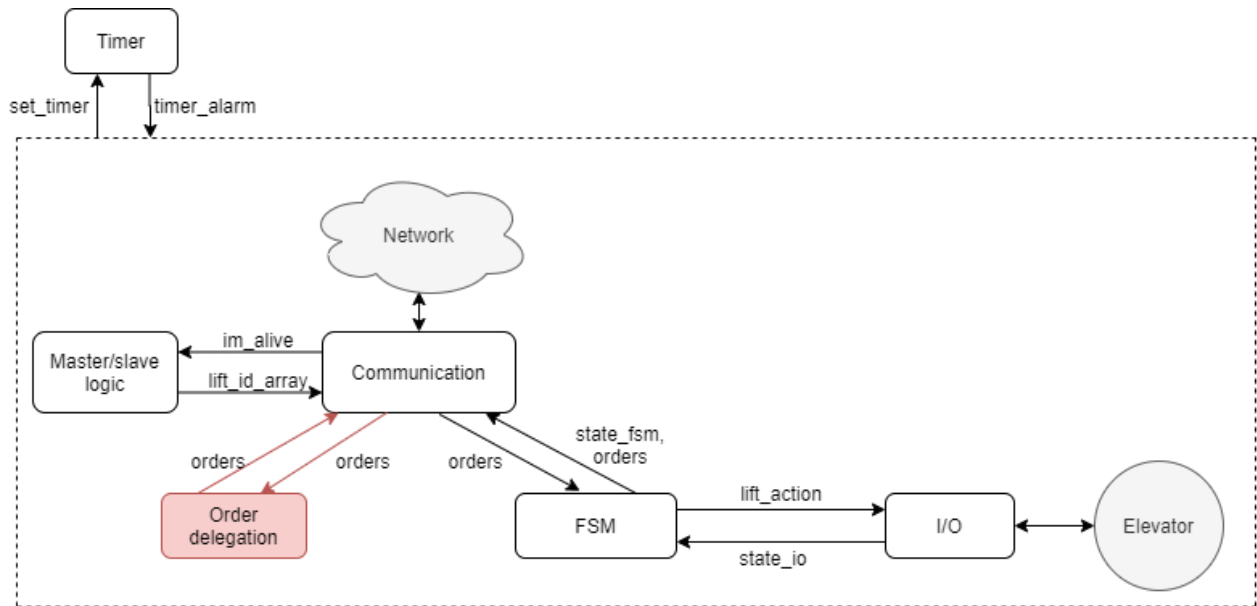 Timer
set_timer
timer_alarm
Network
Master/slave
logic
im_alive
lift_id_array
Communication
orders
orders
orders
state_fsm,
orders
Order
delegation
FSM
lift_action
state_io
I/O
Elevator